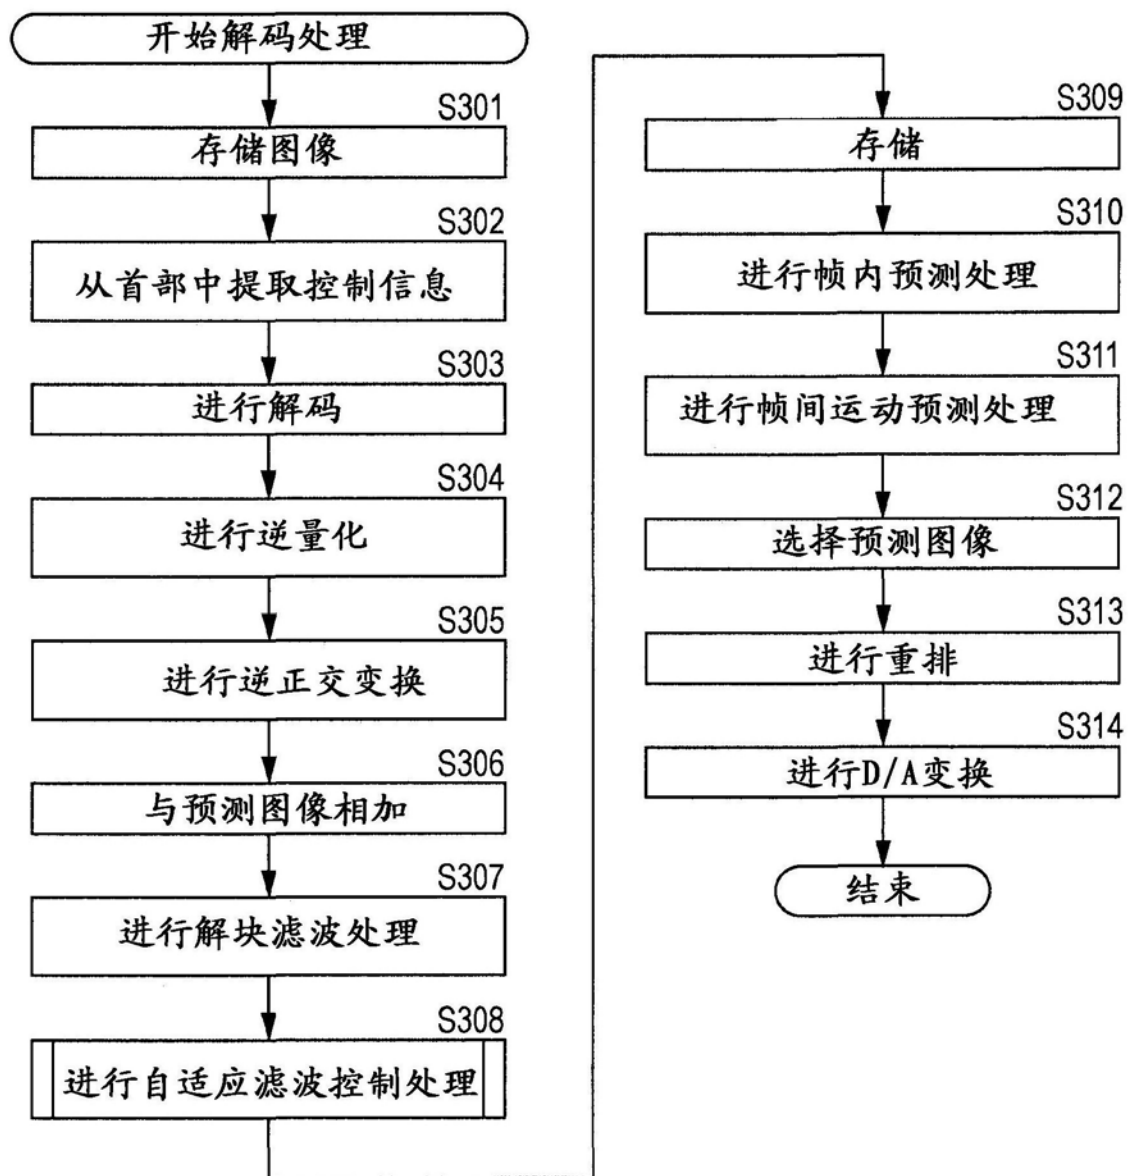 开始解码处理
S301
存储图像
S302
从首部中提取控制信息
S303
进行解码
S304
进行逆量化
S305
进行逆正交变换
S306
与预测图像相加
S307
进行解块滤波处理
S308
进行自适应滤波控制处理
S309
存储
S310
进行帧内预测处理
S311
进行帧间运动预测处理
S312
选择预测图像
S313
进行重排
S314
进行D/A变换
结束